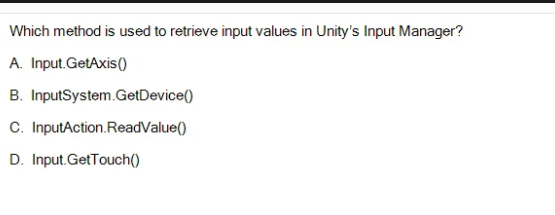 Which method is used to retrieve input values in Unity's Input Manager?
A. Input.GetAxis()
B. InputSystem.GetDevice()
C. InputAction.ReadValue()
D. Input.GetTouch()